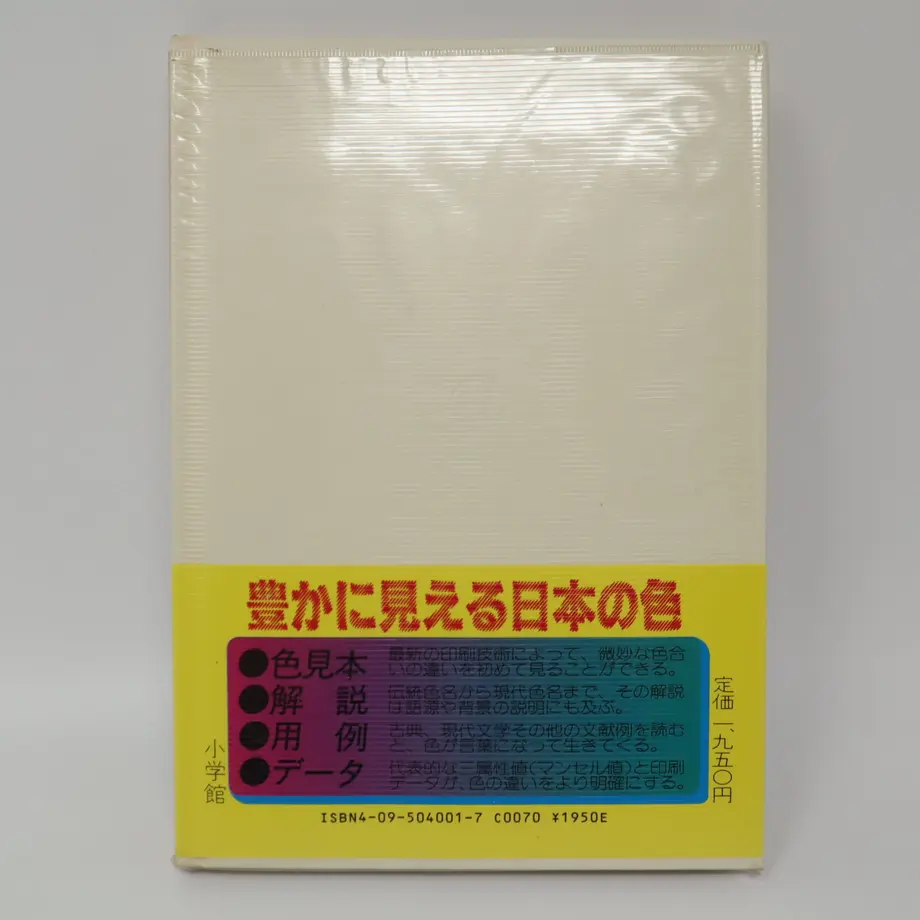 豊かに見える日本の色
●色見本
最新の印刷技術によって、微妙な色合
いの違いを初めて見ることができる。
●解 説
伝統色名から現代色名まで、その解説
は語源や背景の説明にも及ぶ。
●用 例
古典、現代文学その他の文献例を読む
と、色が言葉になって生きてくる。
●データ
代表的な三属性値(マンセル値)と印刷
データが、色の違いをより明確にする。
定価 一、九五〇円
小学館
ISBN4-09-504001-7 C0070 ¥1950E